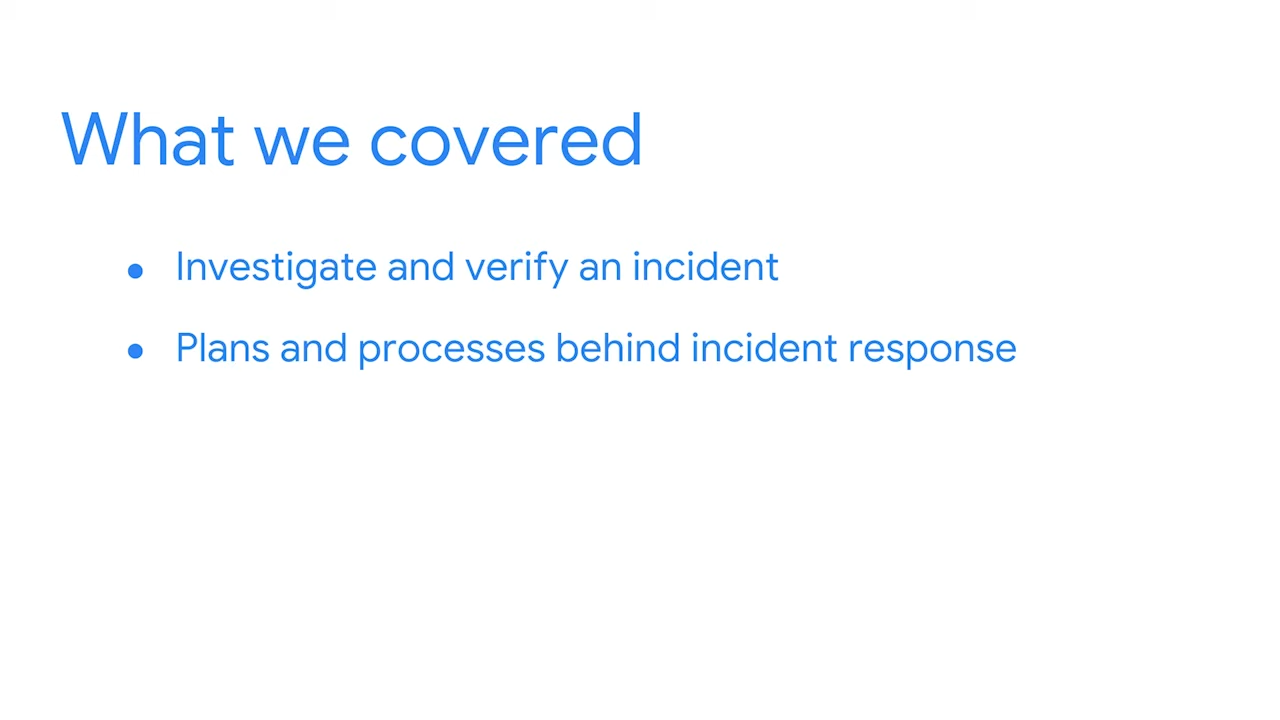 What we covered
● Investigate and verify an incident
● Plans and processes behind incident response